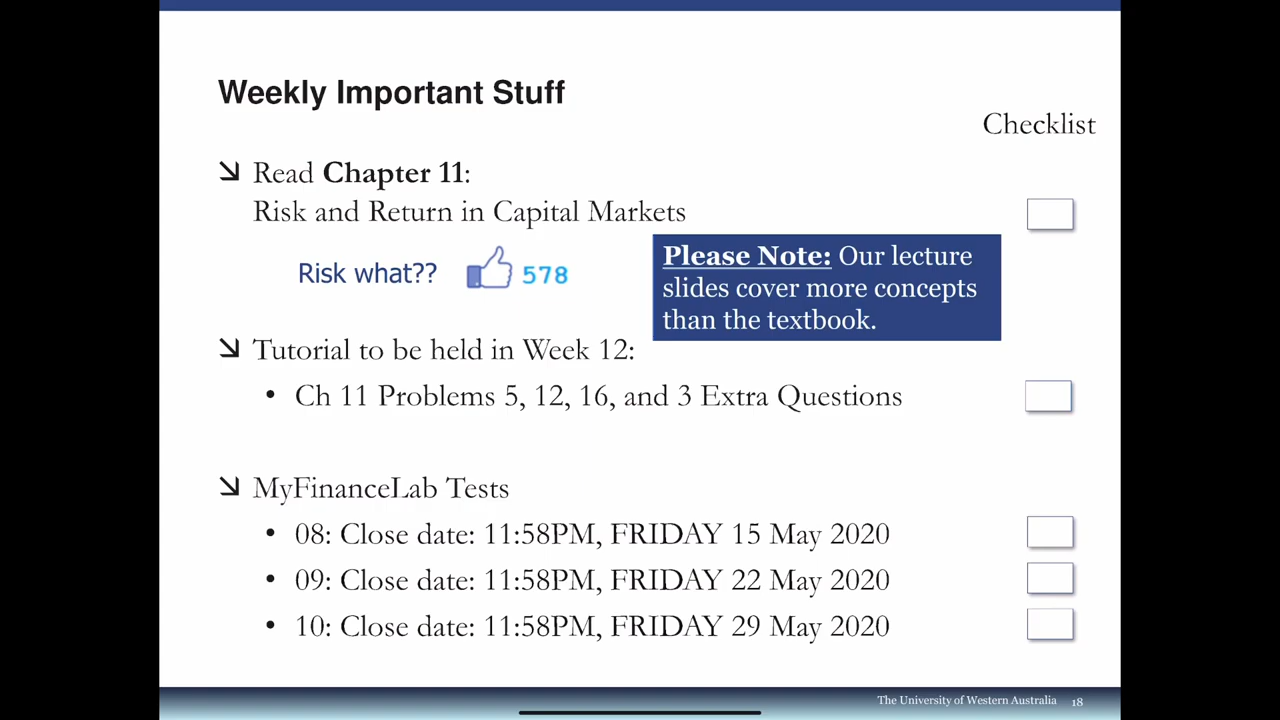 Weekly Important Stuff
Checklist
Read Chapter 11:
Risk and Return in Capital Markets
Risk what??
578
Please Note: Our lecture
slides cover more concepts
than the textbook.
Tutorial to be held in Week 12:
• Ch 11 Problems 5, 12, 16, and 3 Extra Questions
MyFinanceLab Tests
• 08: Close date: 11:58PM, FRIDAY 15 May 2020
• 09: Close date: 11:58PM, FRIDAY 22 May 2020
• 10: Close date: 11:58PM, FRIDAY 29 May 2020
The University of Western Australia 18